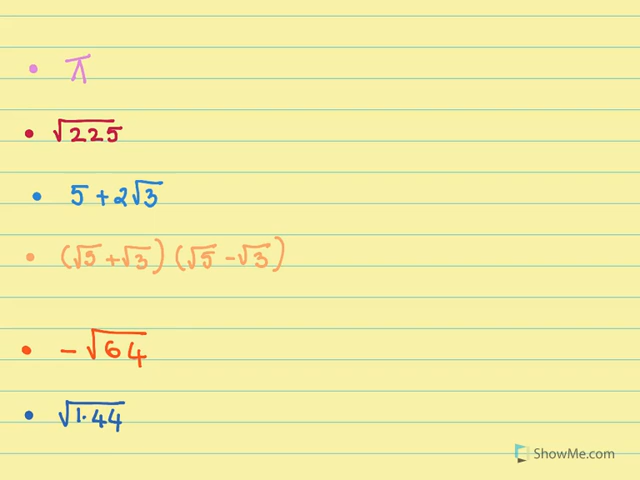 • π
• √225
• 5 + 2√3
• (√5 + √3) (√5 - √3)
• - √64
• √1.44
ShowMe.com